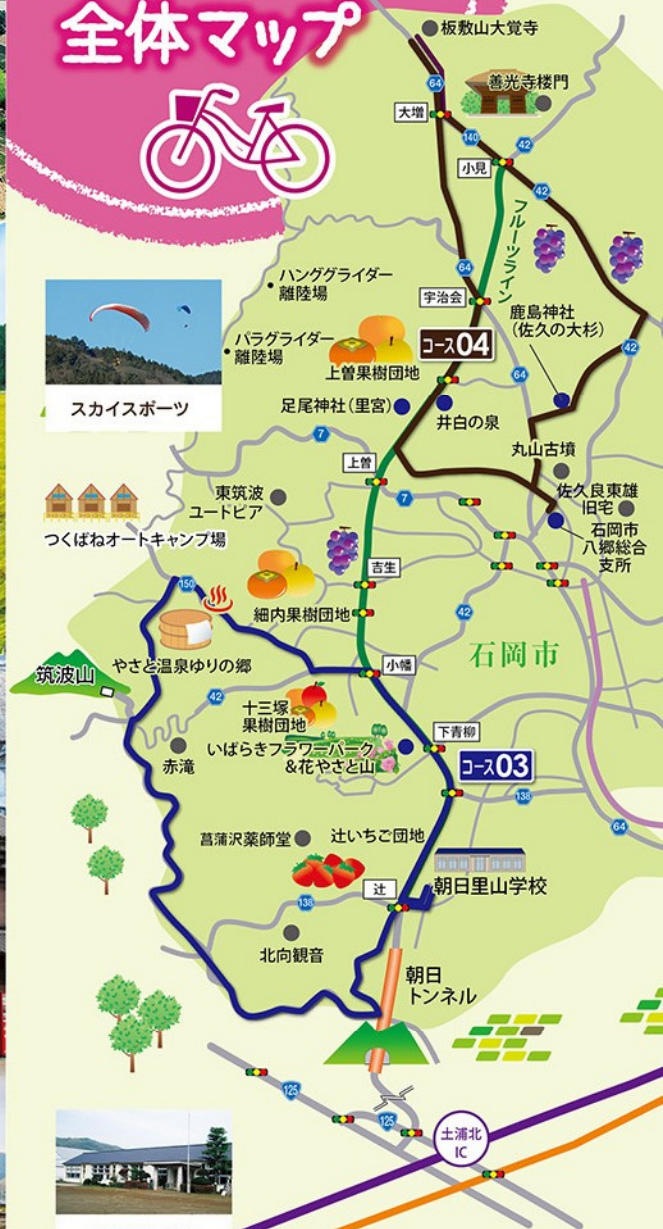 全体マップ
板敷山大覚寺
64
善光寺楼門
大増
140
42
小見
42
フルーツライン
ハンググライダー
離陸場
64
宇治会
鹿島神社
(佐久の大杉)
パラグライダー
離陸場
コース04
42
上曽果樹団地
64
スカイスポーツ
足尾神社(里宮)
井白の泉
7
上曽
丸山古墳
東筑波
ユートピア
7
佐久良東雄
旧宅
石岡市
八郷総合
支所
つくばねオートキャンプ場
吉生
150
細内果樹団地
42
やさと温泉ゆりの郷
小幡
石岡市
筑波山
42
十三塚
果樹団地
下青柳
赤滝
いばらきフラワーパーク
&花やさと山
コース03
138
64
菖蒲沢薬師堂
辻いちご団地
辻
朝日里山学校
138
北向観音
朝日
トンネル
125
125
土浦北
IC